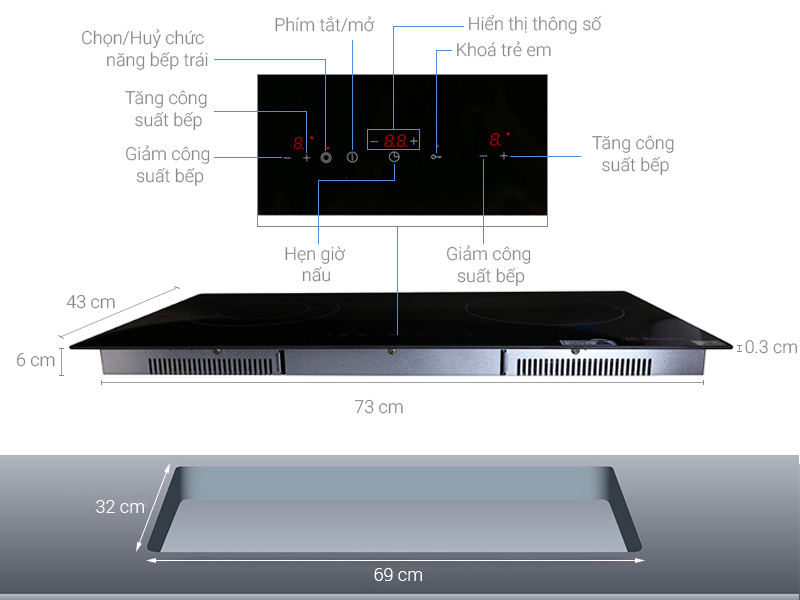 Phím tắt/mở
Hiển thị thông số
Chọn/Huỷ chức
năng bếp trái
Khoá trẻ em
Tăng công
suất bếp
Giảm công
suất bếp
8.
- 8.8. +
8.
- +
- +
Tăng công
suất bếp
Hẹn giờ
nấu
Giảm công
suất bếp
43 cm
6 cm
0.3 cm
73 cm
32 cm
69 cm